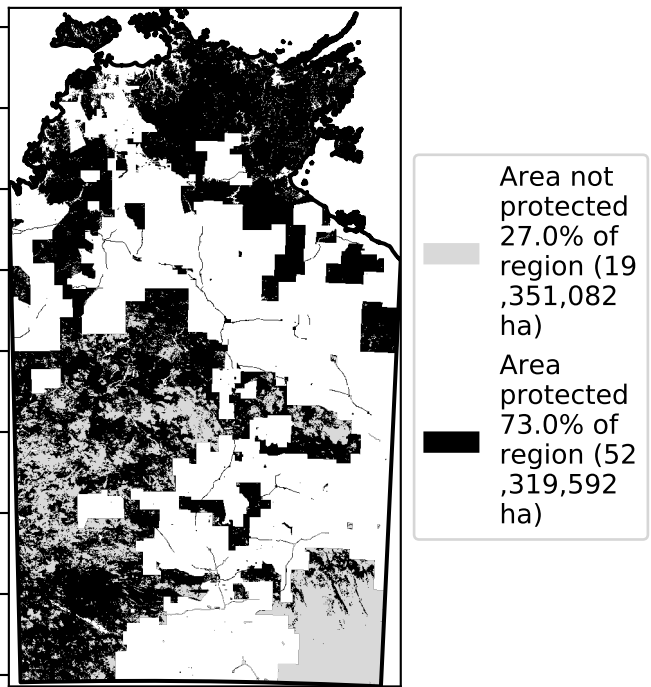 Area not
protected
27.0% of
region (19
,351,082
ha)
Area
protected
73.0% of
region (52
,319,592
ha)